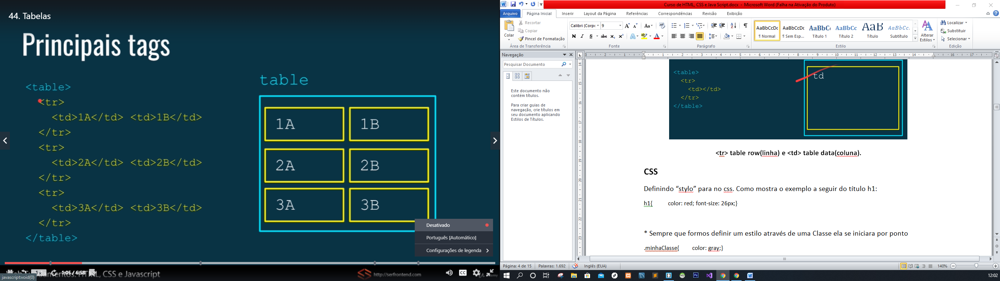 44. Tabelas
Principais tags
<table>
<tr>
<td>1A</td> <td>1B</td>
</tr>
<tr>
<td>2A</td> <td>2B</td>
</tr>
<tr>
<td>3A</td> <td>3B</td>
</tr>
</table>
table
1A 1B
2A 2B
3A 3B
Desativado
Português [Automático]
Configurações de legenda
1:05 / 6:58
HTML, CSS e Javascript
javascript:void(0)
http://serfrontend.com
CC
Curso de HTML, CSS e Java Script.docx - Microsoft Word (Falha na Ativação do Produto)
Arquivo Página Inicial Inserir Layout da Página Referências Correspondências Revisão Exibição
Colar
Recortar
Copiar
Pincel de Formatação
Área de Transferência
Calibri (Corpo 9
Fonte
Parágrafo
AaBbCcDc AaBbCcDc AaBbC AaBbCc AaB AaBbCc.
¶ Normal ¶ Sem Esp... Título 1 Título 2 Título Subtítulo
Alterar Estilos
Estilo
Localizar
Substituir
Selecionar
Edição
Navegação
Pesquisar Documento
Este documento não
contém títulos.
Para criar guias de
navegação, crie títulos em
seu documento aplicando
Estilos de Títulos.
<table>
<tr>
<td></td>
</tr>
</table>
td
<tr> table row(linha) e <td> table data(coluna).
CSS
Definindo “stylo” para no css. Como mostra o exemplo a seguir do título h1:
h1{ color: red; font-size: 26px;}
* Sempre que formos definir um estilo através de uma Classe ela se iniciara por ponto
.minhaClasse{ color: gray;}
Página: 4 de 15 Palavras: 1.692 Inglês (EUA) 140%
12:02